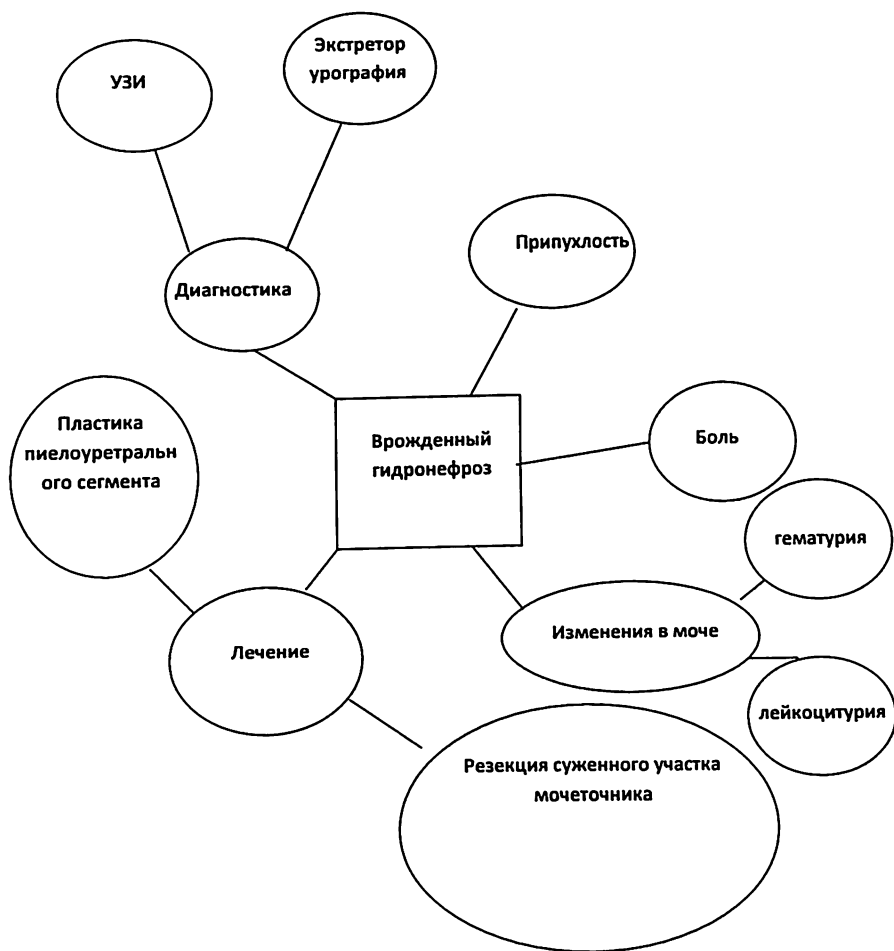 УЗИ
Экстретор
урография
Припухлость
Диагностика
Пластика
пиелоуретральн
ого сегмента
Врожденный
гидронефроз
Боль
гематурия
Изменения в моче
Лечение
лейкоцитурия
Резекция суженного участка
мочеточника